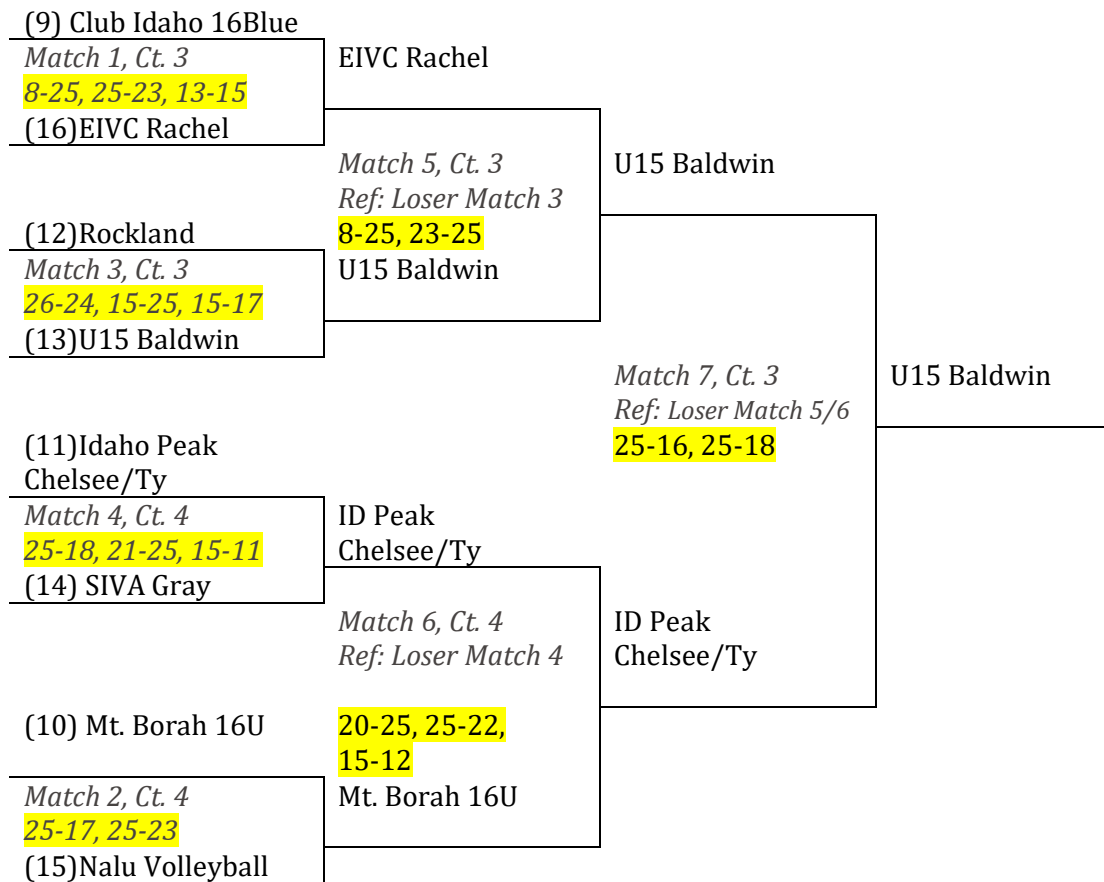 (9) Club Idaho 16Blue
Match 1, Ct. 3
8-25, 25-23, 13-15
(16)EIVC Rachel
EIVC Rachel
Match 5, Ct. 3
Ref: Loser Match 3
8-25, 23-25
U15 Baldwin
U15 Baldwin
(12)Rockland
Match 3, Ct. 3
26-24, 15-25, 15-17
(13)U15 Baldwin
Match 7, Ct. 3
Ref: Loser Match 5/6
25-16, 25-18
U15 Baldwin
(11)Idaho Peak
Chelsee/Ty
Match 4, Ct. 4
25-18, 21-25, 15-11
(14) SIVA Gray
ID Peak
Chelsee/Ty
Match 6, Ct. 4
Ref: Loser Match 4
20-25, 25-22,
15-12
Mt. Borah 16U
ID Peak
Chelsee/Ty
(10) Mt. Borah 16U
Match 2, Ct. 4
25-17, 25-23
(15)Nalu Volleyball